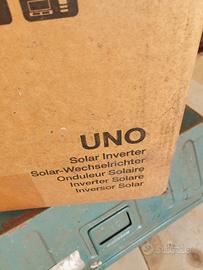 UNO
Solar Inverter
Solar-Wechselrichter
Onduleur Solaire
Inverter Solare
Inversor Solar